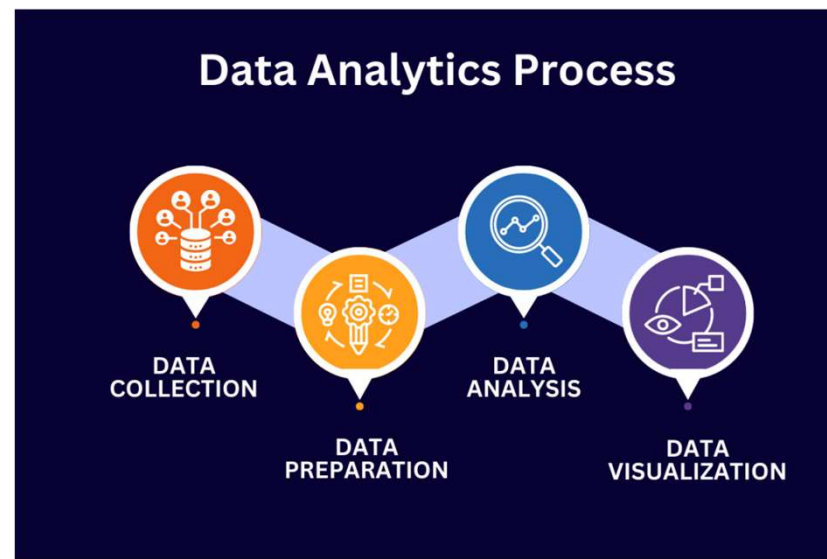 Data Analytics Process
DATA
COLLECTION
DATA
PREPARATION
DATA
ANALYSIS
DATA
VISUALIZATION